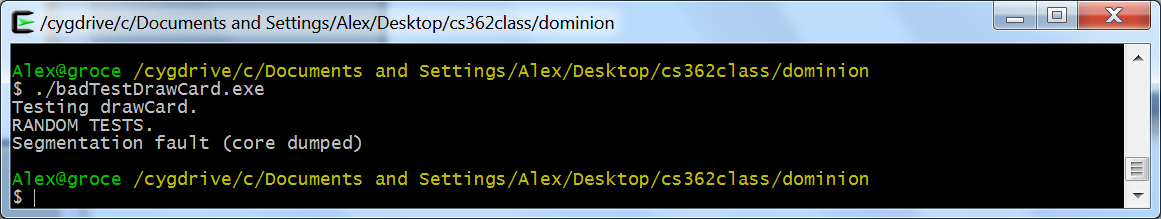 /cygdrive/c/Documents and Settings/Alex/Desktop/cs362class/dominion
Alex@groce /cygdrive/c/Documents and Settings/Alex/Desktop/cs362class/dominion
$ ./badTestDrawCard.exe
Testing drawCard.
RANDOM TESTS.
Segmentation fault (core dumped)
Alex@groce /cygdrive/c/Documents and Settings/Alex/Desktop/cs362class/dominion
$